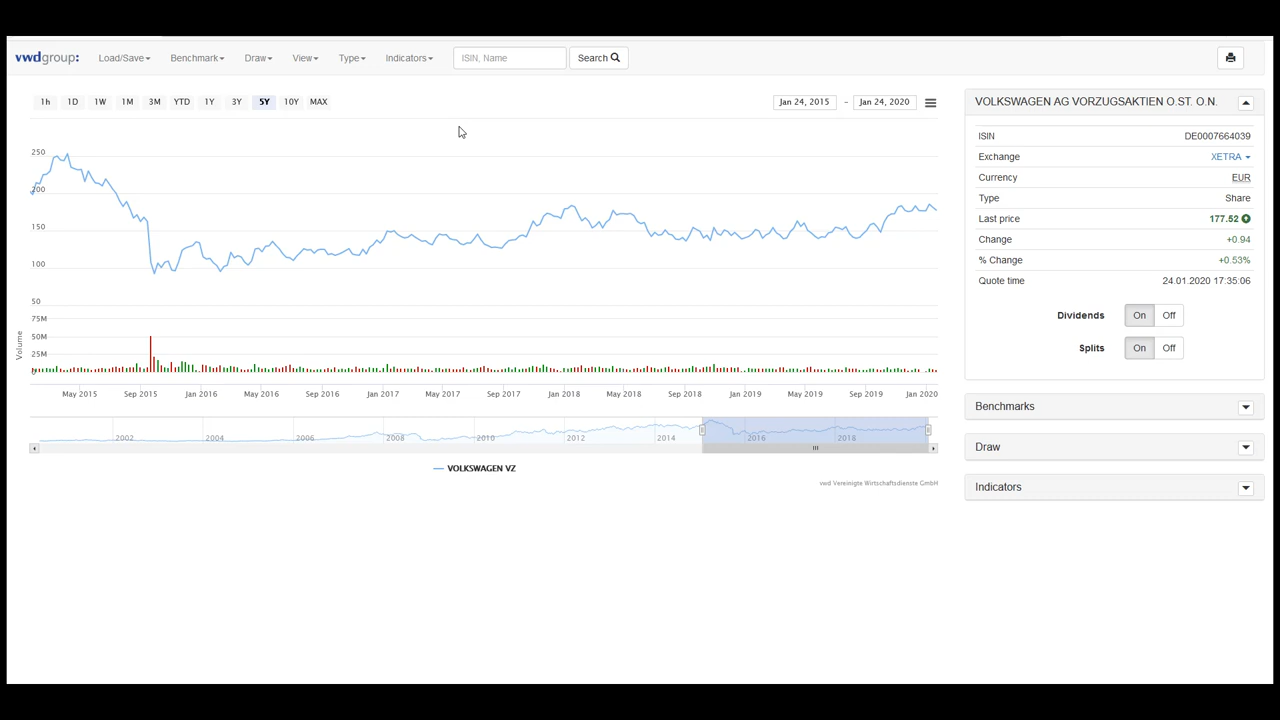 vwdgroup: Load/Save Benchmark Draw View Type Indicators ISIN, Name Search
1h 1D 1W 1M 3M YTD 1Y 3Y 5Y 10Y MAX Jan 24, 2015 - Jan 24, 2020
250
200
150
100
50
75M
50M
25M
0
Volume
May 2015 Sep 2015 Jan 2016 May 2016 Sep 2016 Jan 2017 May 2017 Sep 2017 Jan 2018 May 2018 Sep 2018 Jan 2019 May 2019 Sep 2019 Jan 2020
2002 2004 2006 2008 2010 2012 2014 2016 2018
VOLKSWAGEN VZ
vwd Vereinigte Wirtschaftsdienste GmbH
VOLKSWAGEN AG VORZUGSAKTIEN O.ST. O.N.
ISIN DE0007664039
Exchange XETRA
Currency EUR
Type Share
Last price 177.52
Change +0.94
% Change +0.53%
Quote time 24.01.2020 17:35:06
Dividends On Off
Splits On Off
Benchmarks
Draw
Indicators